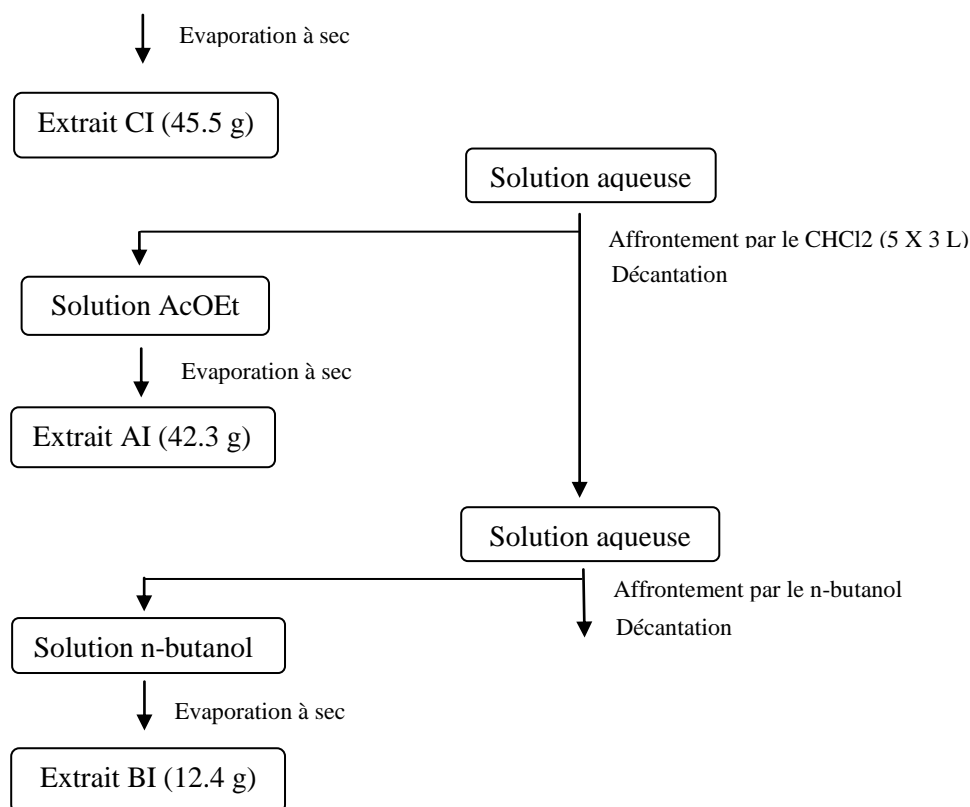 Evaporation à sec
Extrait CI (45.5 g)
Solution aqueuse
Affrontement par le CHCl2 (5 X 3 L)
Décantation
Solution AcOEt
Evaporation à sec
Extrait AI (42.3 g)
Solution aqueuse
Affrontement par le n-butanol
Décantation
Solution n-butanol
Evaporation à sec
Extrait BI (12.4 g)